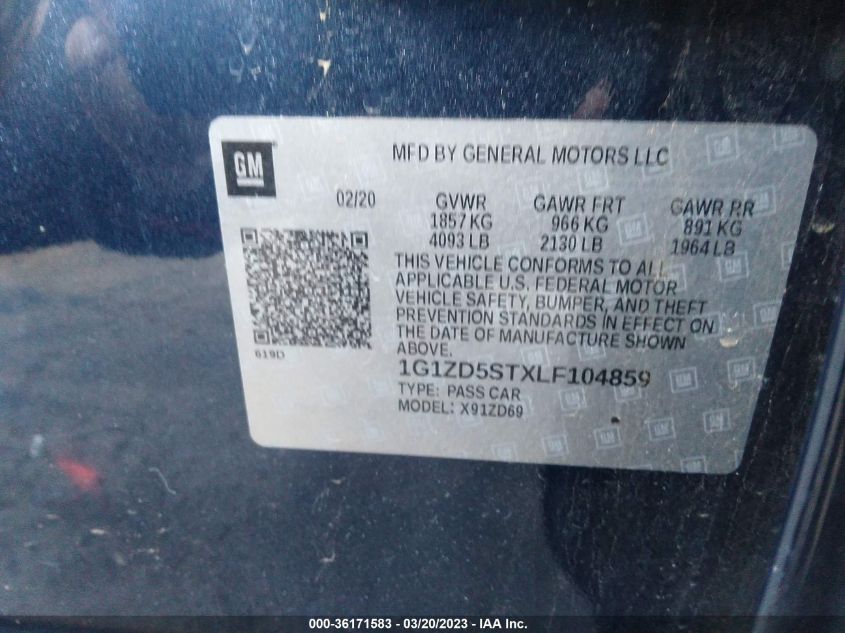 GM
MFD BY GENERAL MOTORS LLC
02/20
GVWR GAWR FRT GAWR RR
1857 KG 966 KG 891 KG
4093 LB 2130 LB 1964 LB
THIS VEHICLE CONFORMS TO ALL
APPLICABLE U.S. FEDERAL MOTOR
VEHICLE SAFETY, BUMPER, AND THEFT
PREVENTION STANDARDS IN EFFECT ON
THE DATE OF MANUFACTURE SHOWN
ABOVE.
619D
1G1ZD5STXLF104859
TYPE: PASS CAR
MODEL: X91ZD69
000-36171583 — 03/20/2023 — IAA Inc.